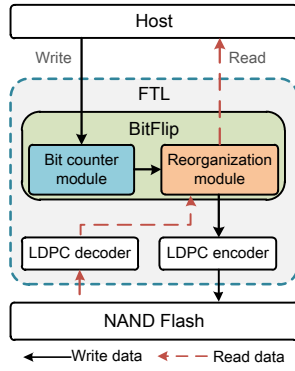 Host
Write
Read
FTL
BitFlip
Bit counter
module
Reorganization
module
LDPC decoder
LDPC encoder
NAND Flash
Write data
Read data